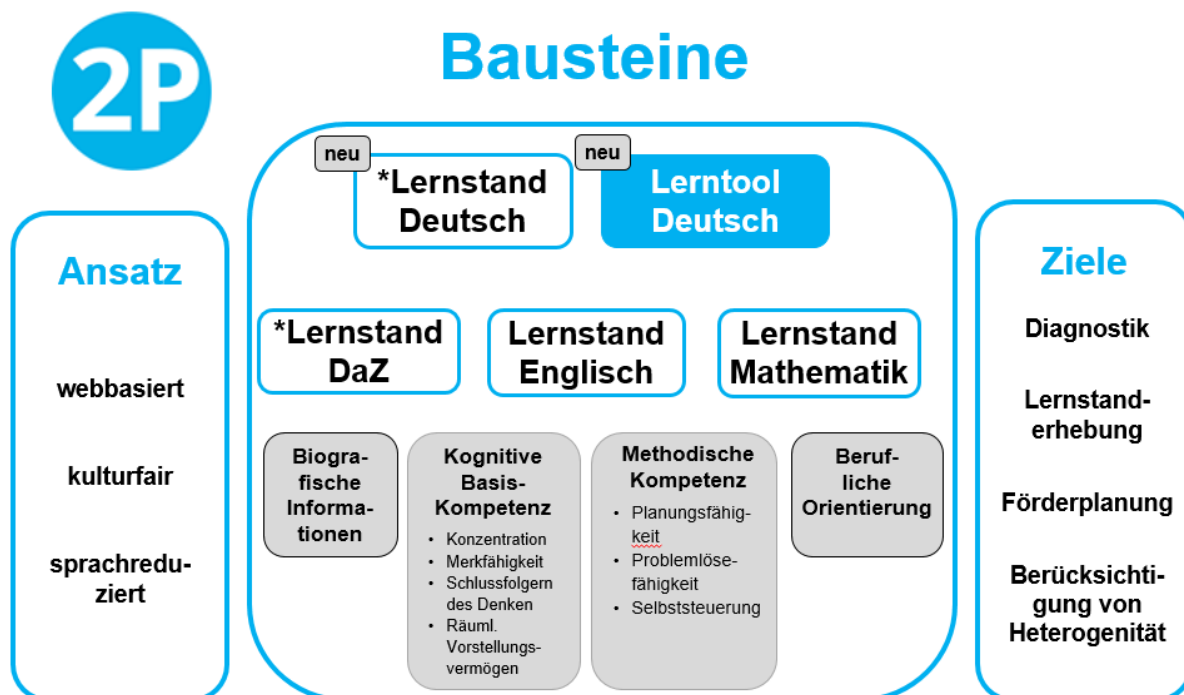 2P
Bausteine
Ansatz
webbasiert
kulturfair
sprachredu-
ziert
neu
*Lernstand
Deutsch
neu
Lerntool
Deutsch
*Lernstand
DaZ
Lernstand
Englisch
Lernstand
Mathematik
Biogra-
fische
Informa-
tionen
Kognitive
Basis-
Kompetenz
• Konzentration
• Merkfähigkeit
• Schlussfolgern
des Denken
• Räuml.
Vorstellungs-
vermögen
Methodische
Kompetenz
• Planungsfähig-
keit
• Problemlöse-
fähigkeit
• Selbststeuerung
Beruf-
liche
Orientierung
Ziele
Diagnostik
Lernstand-
erhebung
Förderplanung
Berücksichti-
gung von
Heterogenität